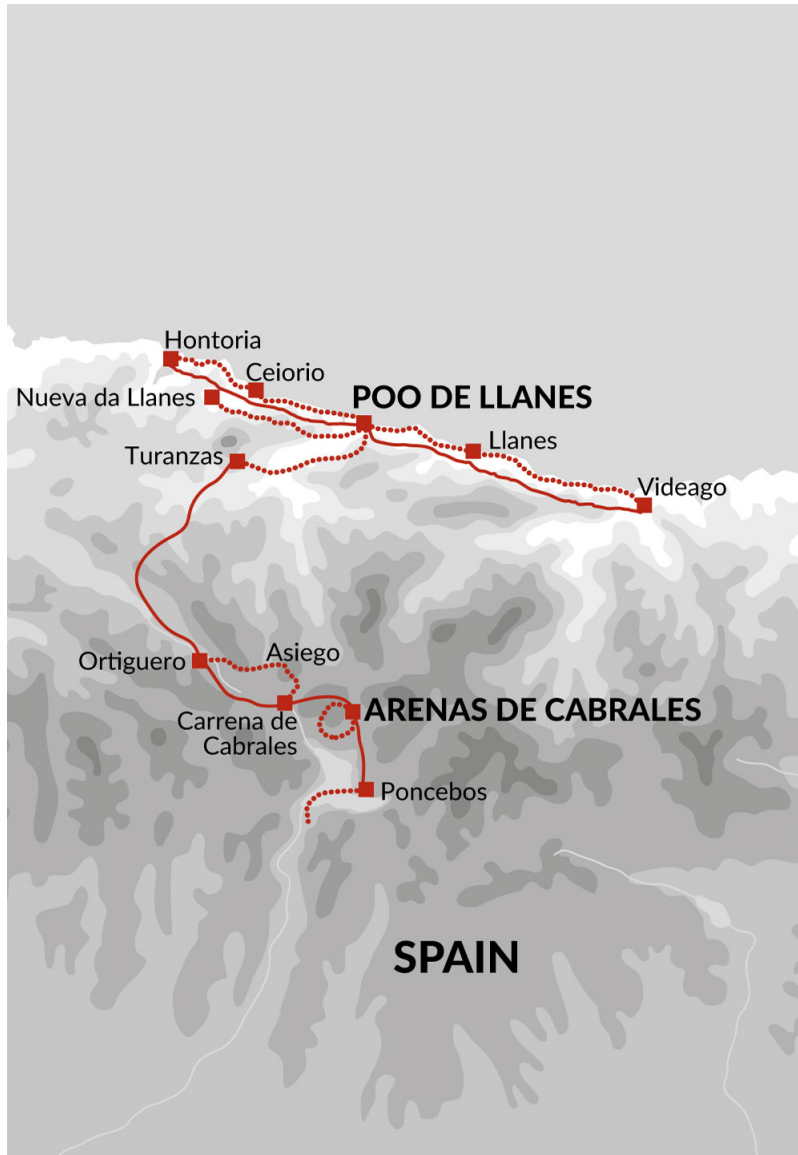 Hontoria
Ceiorio
Nueva da Llanes
POO DE LLANES
Llanes
Turanzas
Videago
Ortiguero
Asiego
Carrena de
Cabrales
ARENAS DE CABRALES
Poncebos
SPAIN